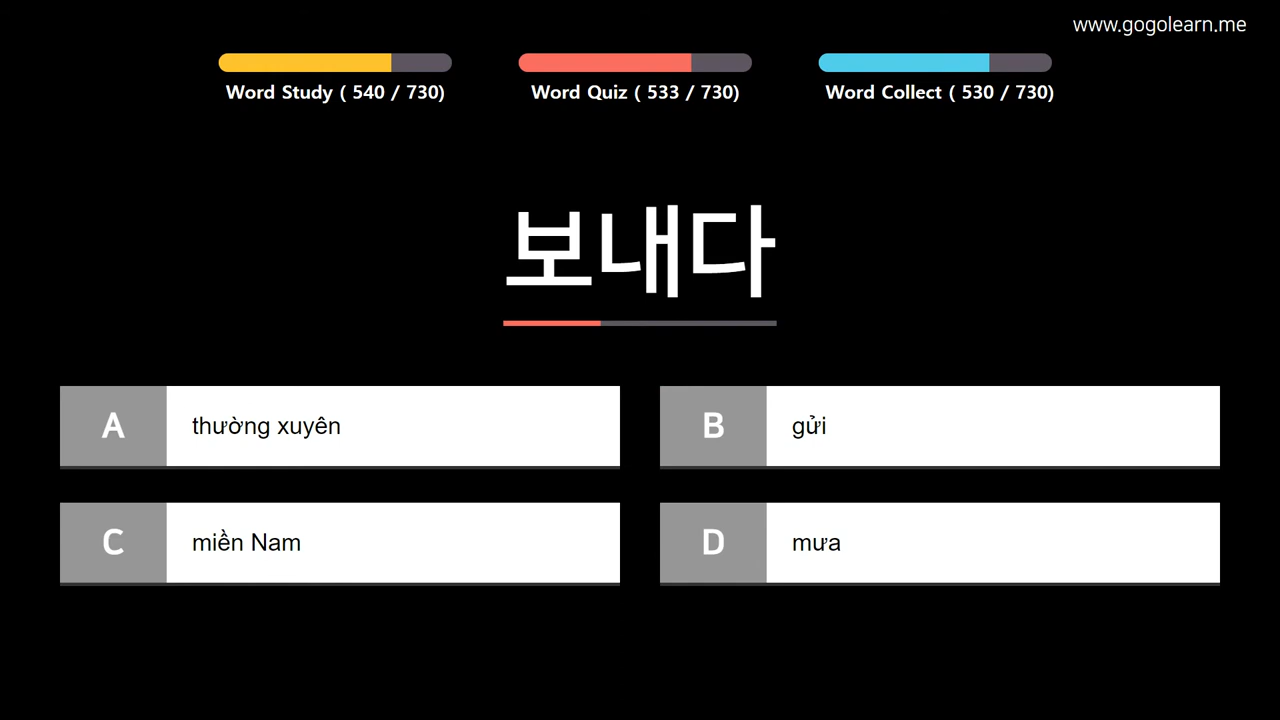 www.gogolearn.me
Word Study ( 540 / 730)
Word Quiz ( 533 / 730)
Word Collect ( 530 / 730)
보내다
A thường xuyên
B gửi
C miền Nam
D mưa